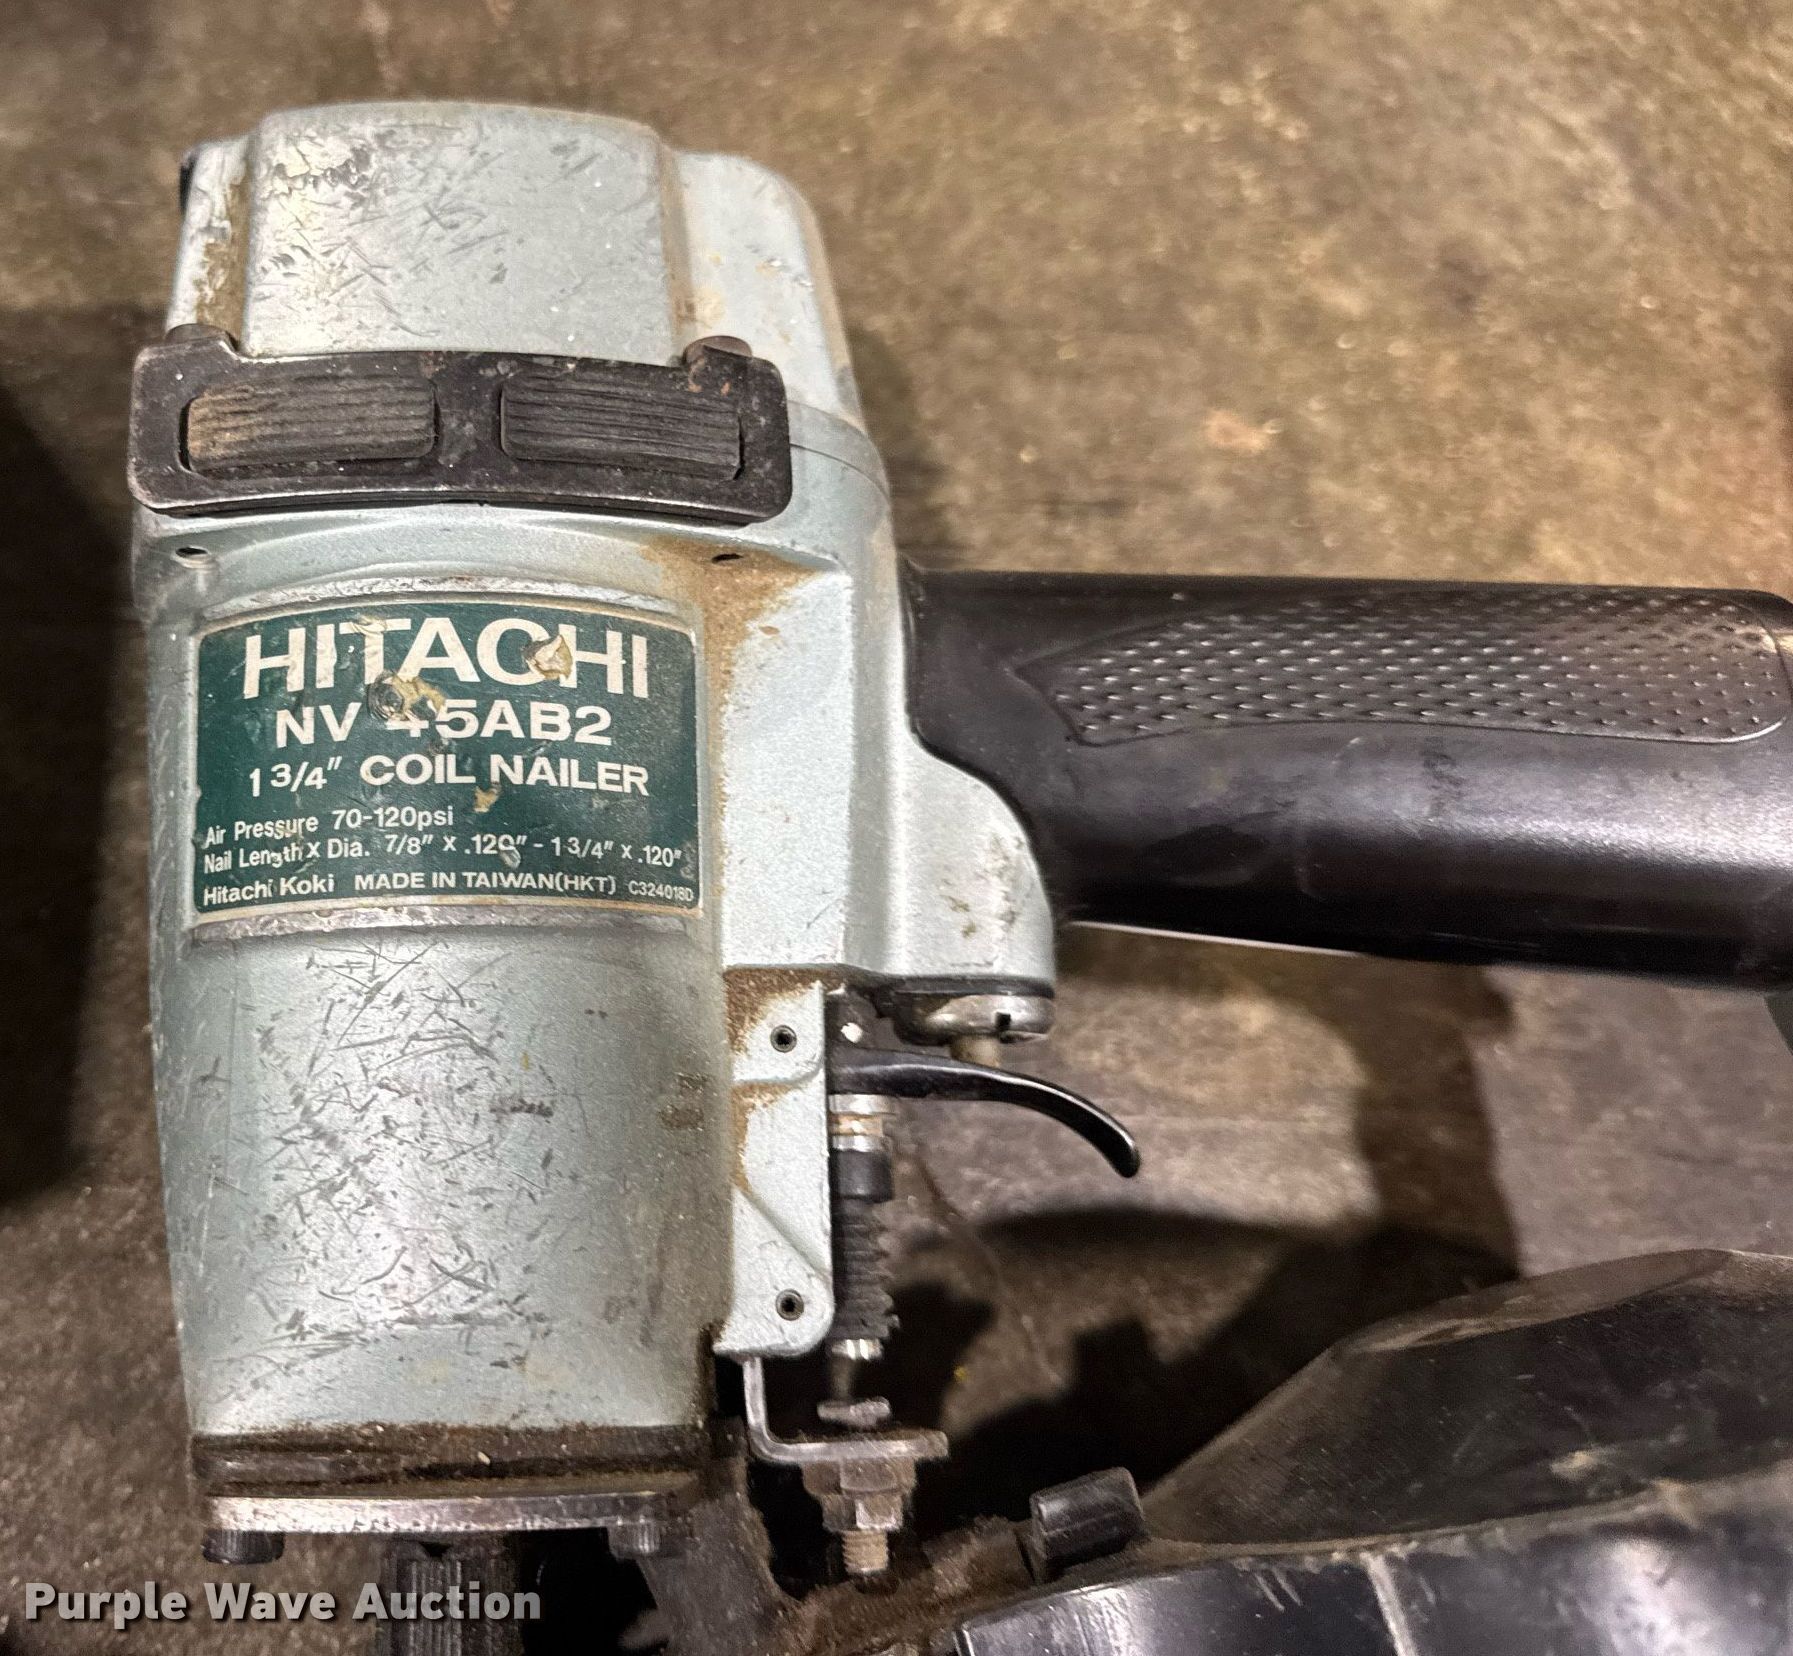 HITACHI
NV 45AB2
1 3/4" COIL NAILER
Air Pressure 70-120psi
Nail Length x Dia. 7/8" x .120" - 1 3/4" x .120"
Hitachi Koki MADE IN TAIWAN(HKT) C324018D
Purple Wave Auction